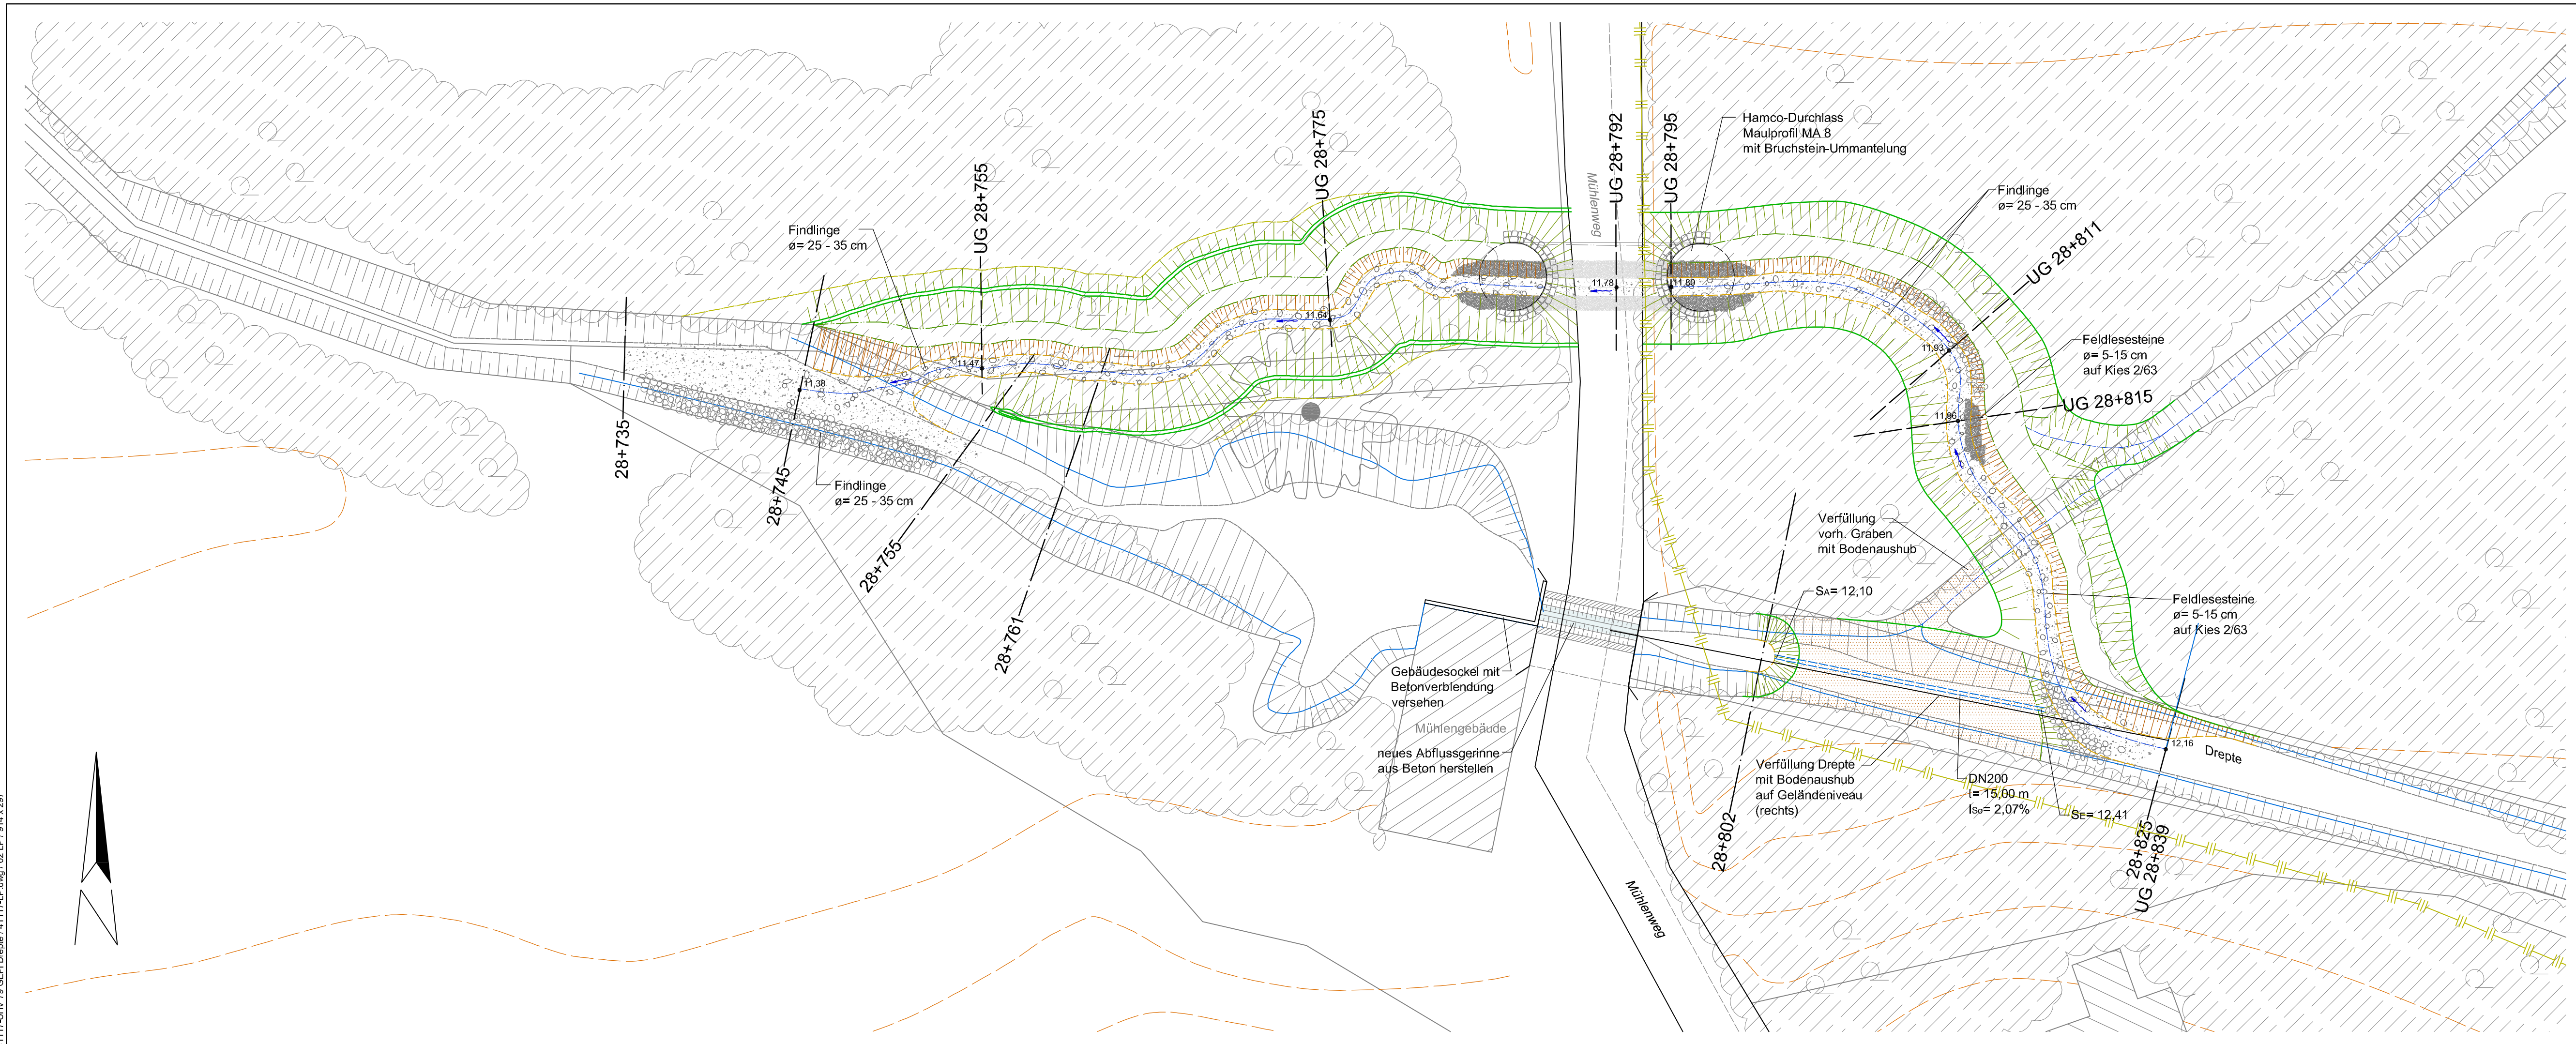 UG 28+755
UG 28+775
Mühlenweg
UG 28+792
UG 28+795
Hamco-Durchlass
Maulprofil MA 8
mit Bruchstein-Ummantelung
Findlinge
ø= 25 - 35 cm
UG 28+811
Findlinge
ø= 25 - 35 cm
Feldlesesteine
ø= 5-15 cm
auf Kies 2/63
UG 28+815
11,38
11,47
11,64
11,78
11,89
11,93
11,96
28+735
28+745
Findlinge
ø= 25 - 35 cm
28+755
28+761
Verfüllung
vorh. Graben
mit Bodenaushub
SA= 12,10
Feldlesesteine
ø= 5-15 cm
auf Kies 2/63
Gebäudesockel mit
Betonverblendung
versehen
Mühlengebäude
neues Abflussgerinne
aus Beton herstellen
Verfüllung Drepte
mit Bodenaushub
auf Geländeniveau
(rechts)
DN200
l= 15,00 m
ISo= 2,07%
SE= 12,41
12,16
Drepte
28+802
28+825
UG 28+839
Mühlenweg